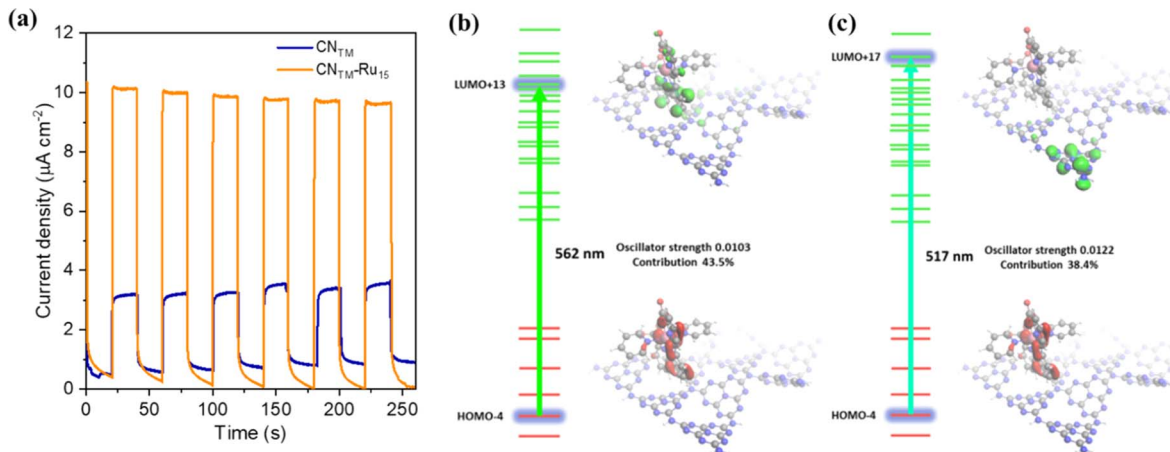 (a)
12
10
8
6
4
2
0
0
50
100
150
200
250
Current density (μA cm⁻²)
Time (s)
CN_TM
CN_TM-Ru₁₅
(b)
LUMO+13
562 nm
Oscillator strength 0.0103
Contribution 43.5%
HOMO-4
(c)
LUMO+17
517 nm
Oscillator strength 0.0122
Contribution 38.4%
HOMO-4